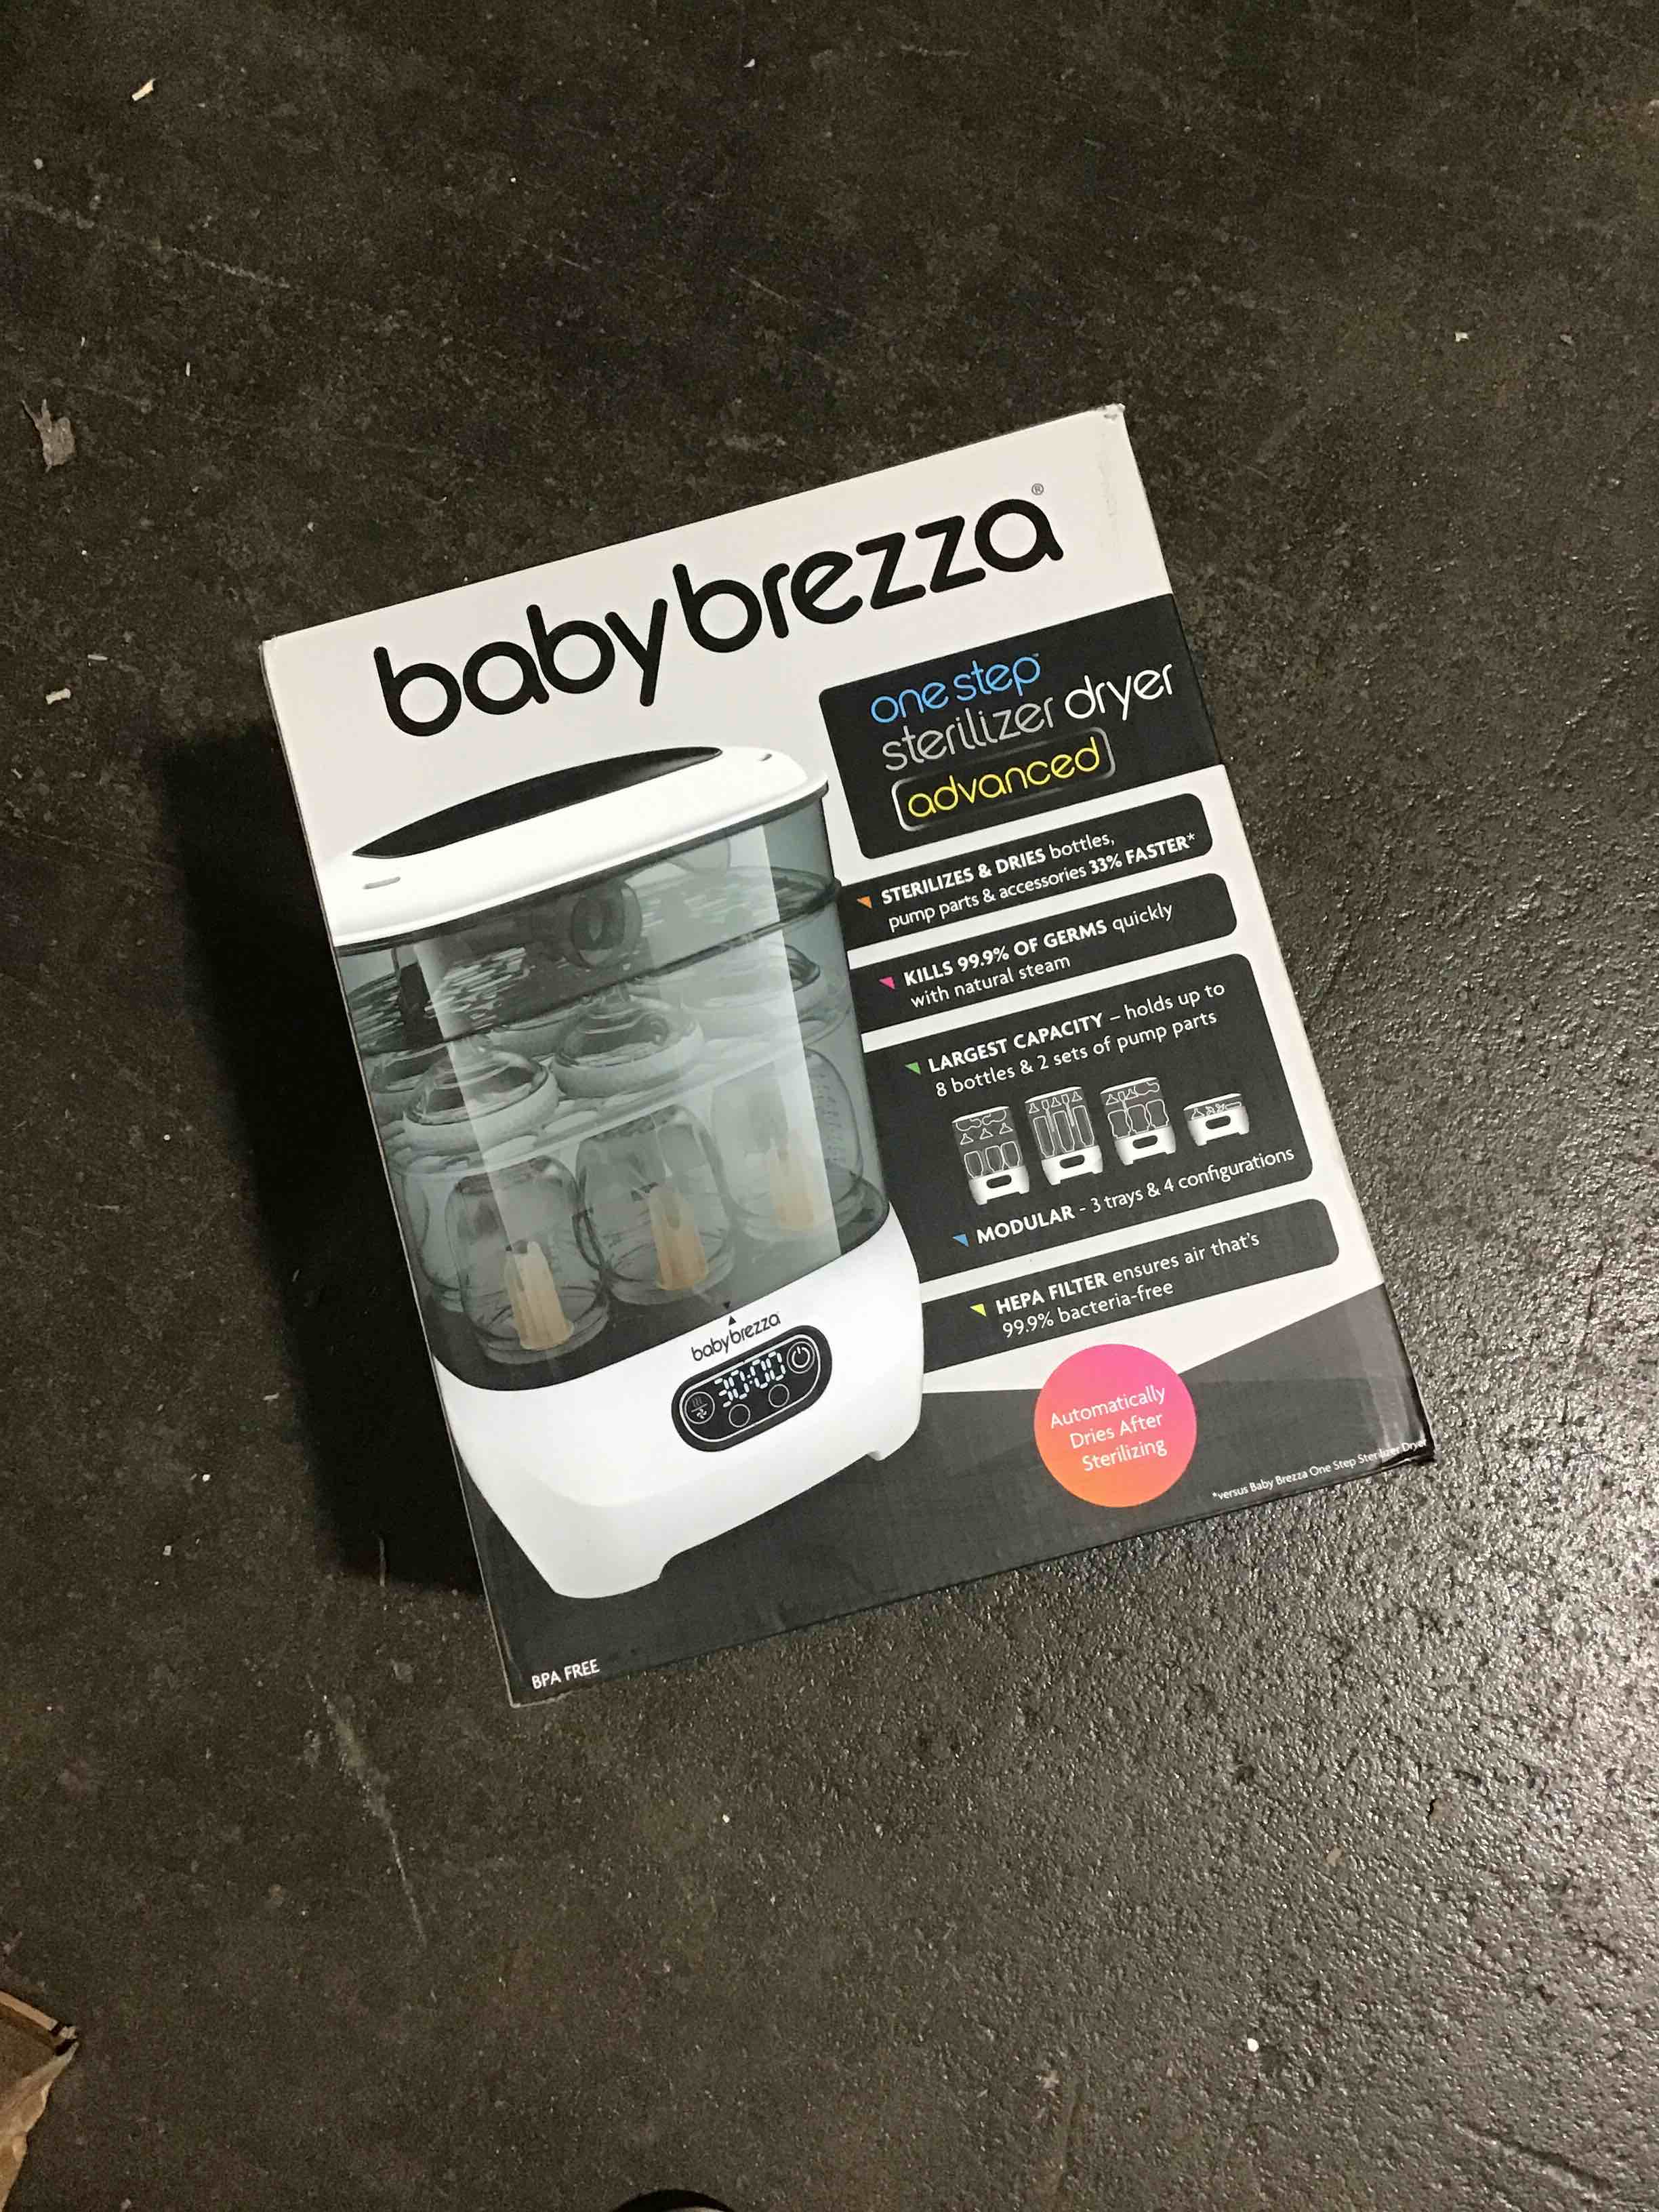 babybrezza®
one step™
sterilizer dryer
advanced
STERILIZES & DRIES bottles,
pump parts & accessories 33% FASTER*
KILLS 99.9% OF GERMS quickly
with natural steam
LARGEST CAPACITY – holds up to
8 bottles & 2 sets of pump parts
MODULAR - 3 trays & 4 configurations
HEPA FILTER ensures air that's
99.9% bacteria-free
babybrezza
30:00
Automatically
Dries After
Sterilizing
*versus Baby Brezza One Step Sterilizer Dryer
BPA FREE